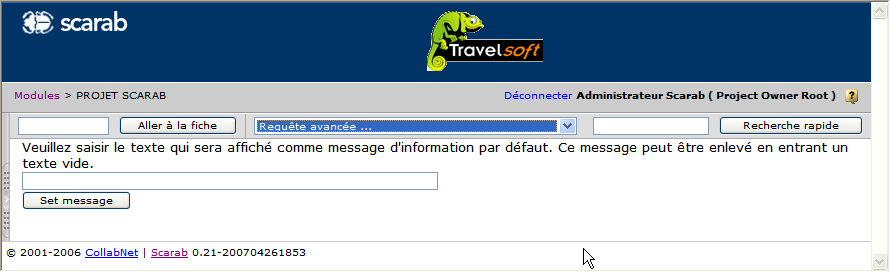 scarab
Travelsoft
Modules > PROJET SCARAB
Déconnecter Administrateur Scarab ( Project Owner Root ) ?
Aller à la fiche
Requête avancée ...
Recherche rapide
Veuillez saisir le texte qui sera affiché comme message d'information par défaut. Ce message peut être enlevé en entrant un
texte vide.
Set message
© 2001-2006 CollabNet | Scarab 0.21-200704261853